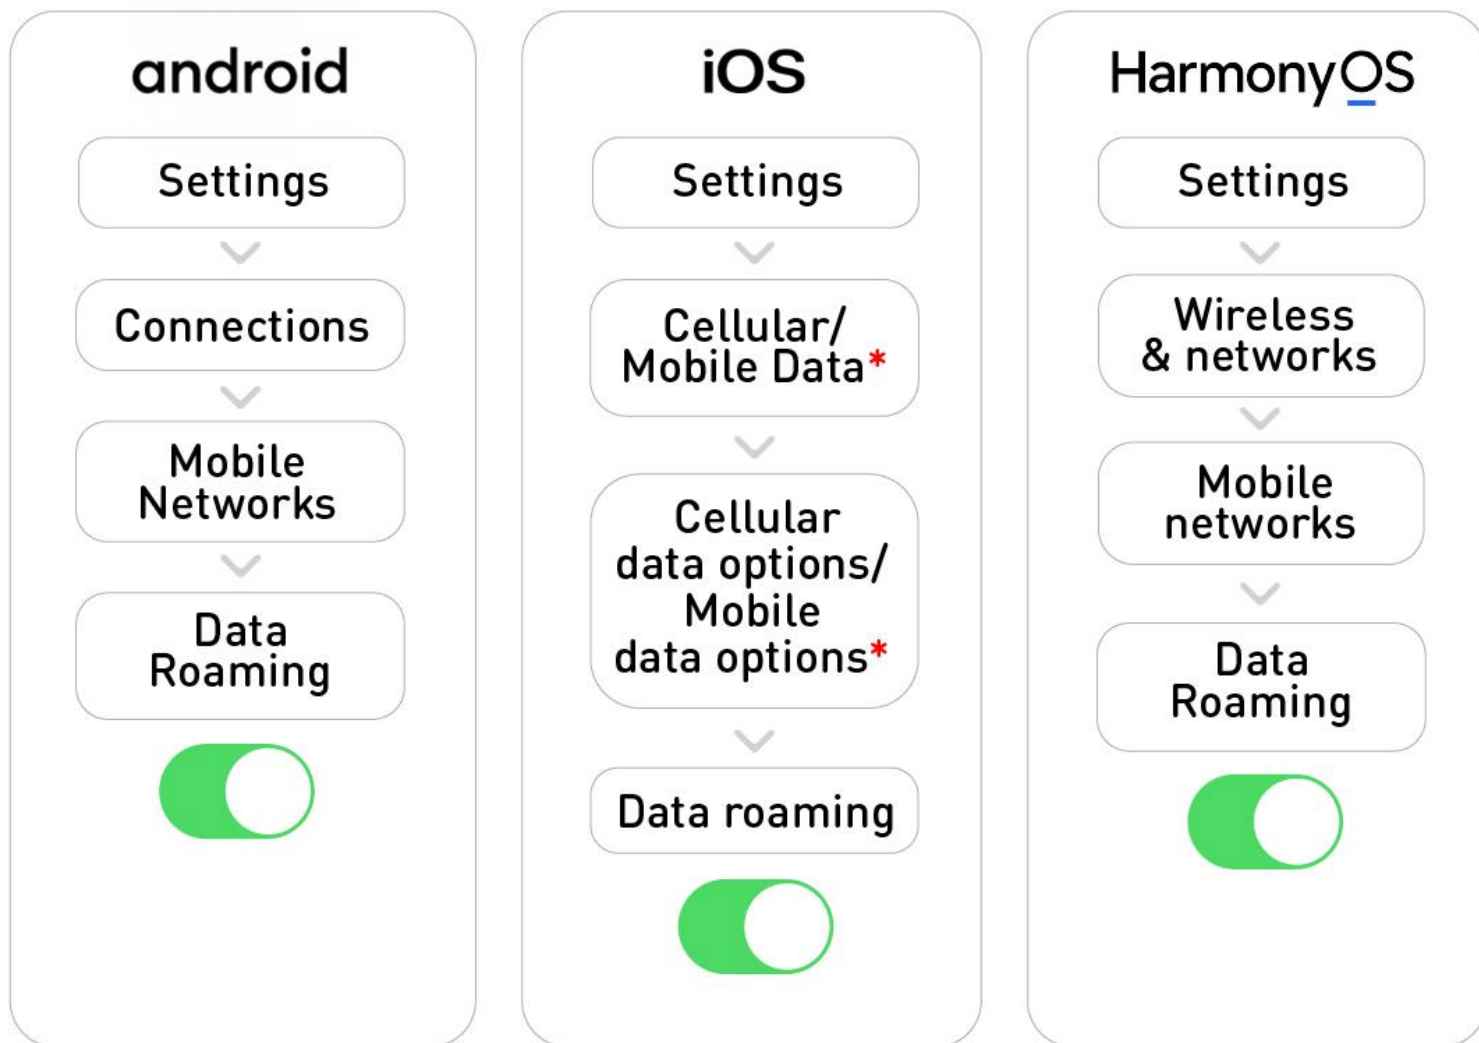 android
Settings
Connections
Mobile
Networks
Data
Roaming
iOS
Settings
Cellular/
Mobile Data*
Cellular
data options/
Mobile
data options*
Data roaming
HarmonyOS
Settings
Wireless
& networks
Mobile
networks
Data
Roaming